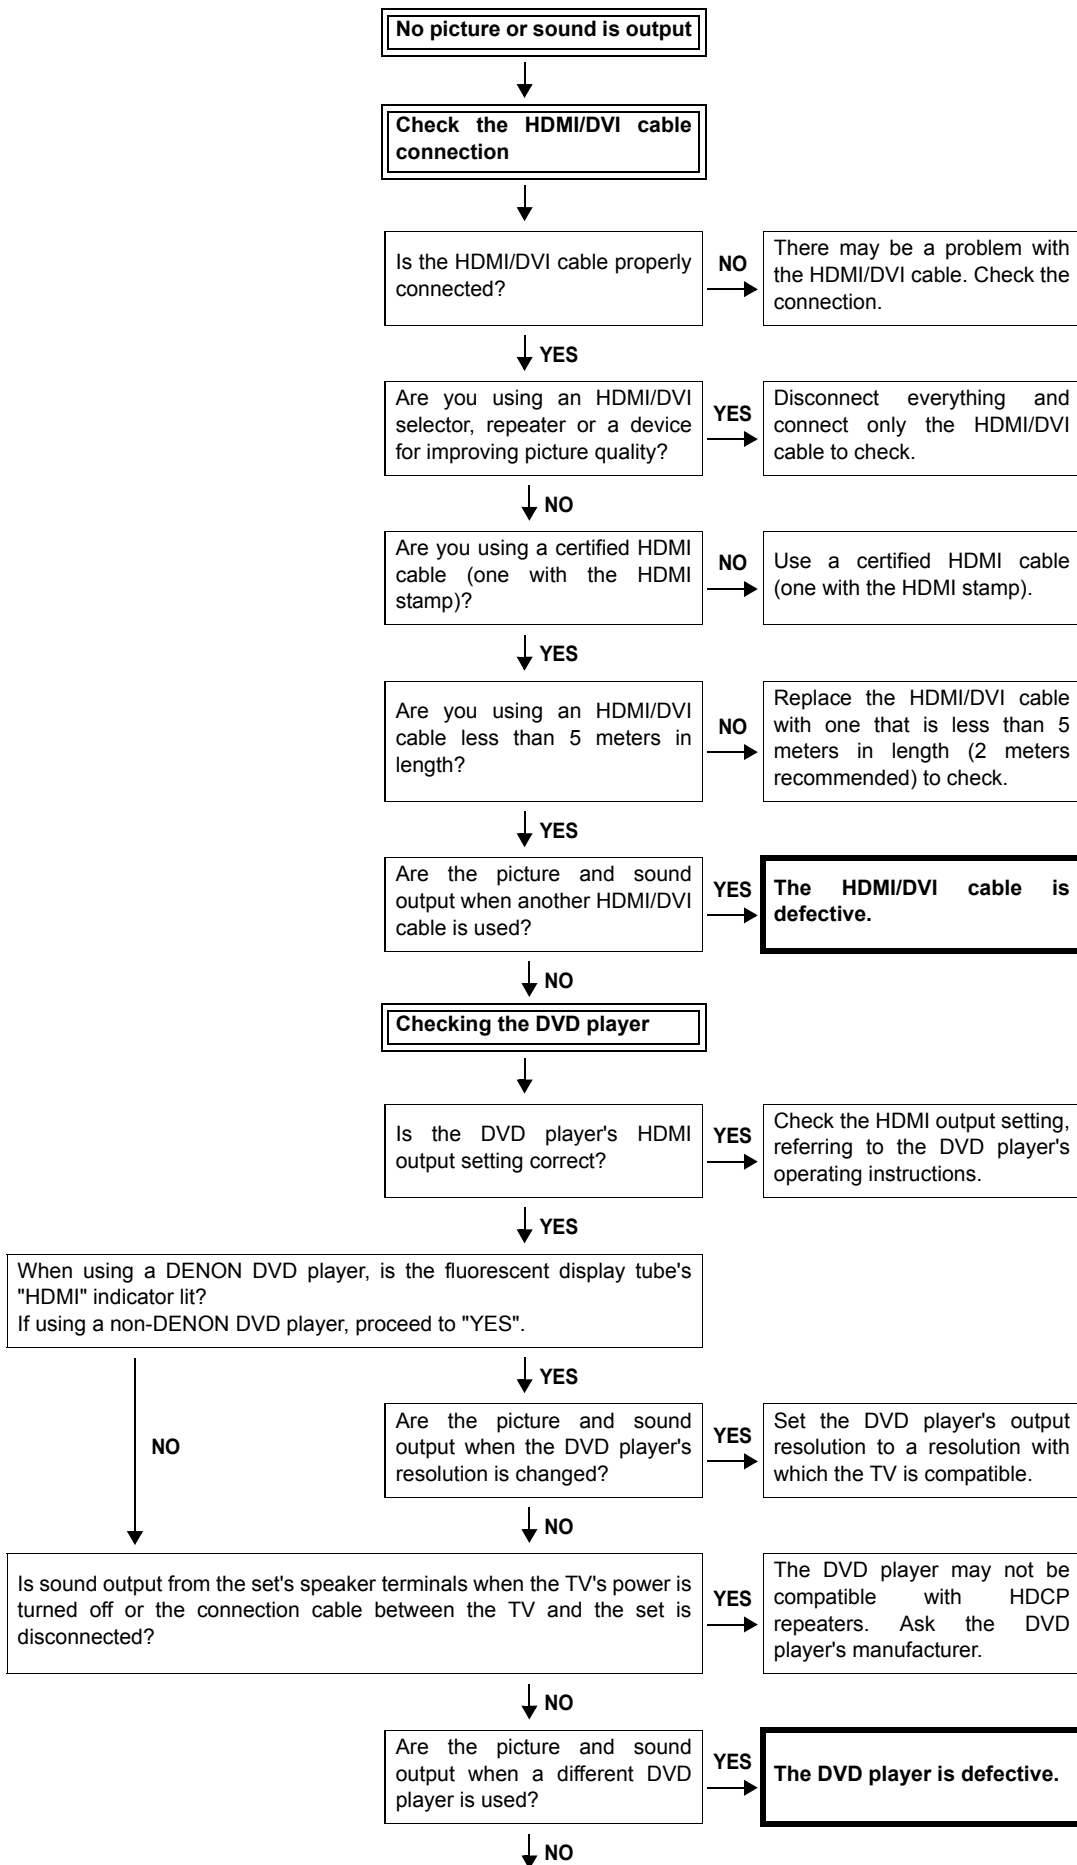 No picture or sound is output
Check the HDMI/DVI cable
connection
Is the HDMI/DVI cable properly
connected?
NO
There may be a problem with
the HDMI/DVI cable. Check the
connection.
YES
Are you using an HDMI/DVI
selector, repeater or a device
for improving picture quality?
YES
Disconnect everything and
connect only the HDMI/DVI
cable to check.
NO
Are you using a certified HDMI
cable (one with the HDMI
stamp)?
NO
Use a certified HDMI cable
(one with the HDMI stamp).
YES
Are you using an HDMI/DVI
cable less than 5 meters in
length?
NO
Replace the HDMI/DVI cable
with one that is less than 5
meters in length (2 meters
recommended) to check.
YES
Are the picture and sound
output when another HDMI/DVI
cable is used?
YES
The HDMI/DVI cable is
defective.
NO
Checking the DVD player
Is the DVD player's HDMI
output setting correct?
YES
Check the HDMI output setting,
referring to the DVD player's
operating instructions.
YES
When using a DENON DVD player, is the fluorescent display tube's
"HDMI" indicator lit?
If using a non-DENON DVD player, proceed to "YES".
YES
NO
Are the picture and sound
output when the DVD player's
resolution is changed?
YES
Set the DVD player's output
resolution to a resolution with
which the TV is compatible.
NO
Is sound output from the set's speaker terminals when the TV's power is
turned off or the connection cable between the TV and the set is
disconnected?
YES
The DVD player may not be
compatible with HDCP
repeaters. Ask the DVD
player's manufacturer.
NO
Are the picture and sound
output when a different DVD
player is used?
YES
The DVD player is defective.
NO